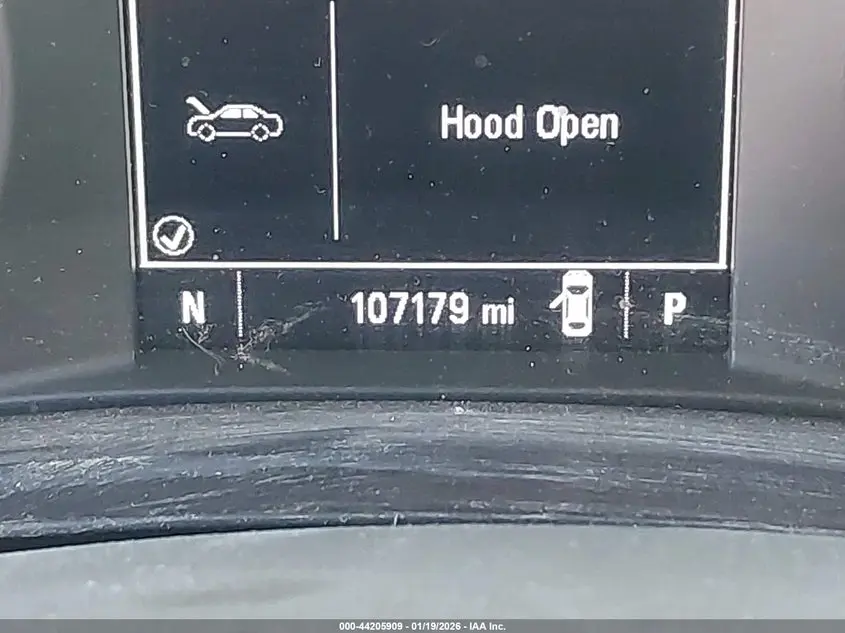 Hood Open
N 107179 mi P
000-44205909 - 01/19/2026 - IAA Inc.